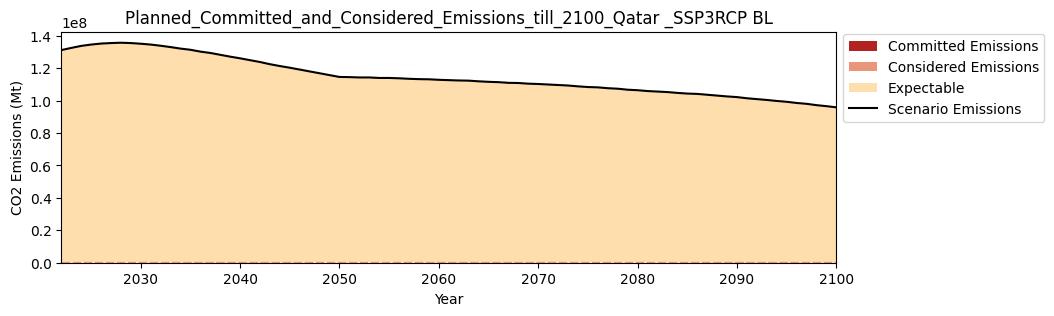 Planned_Committed_and_Considered_Emissions_till_2100_Qatar _SSP3RCP BL
1e8
1.4
1.2
1.0
0.8
0.6
0.4
0.2
0.0
CO2 Emissions (Mt)
2030 2040 2050 2060 2070 2080 2090 2100
Year
Committed Emissions
Considered Emissions
Expectable
Scenario Emissions